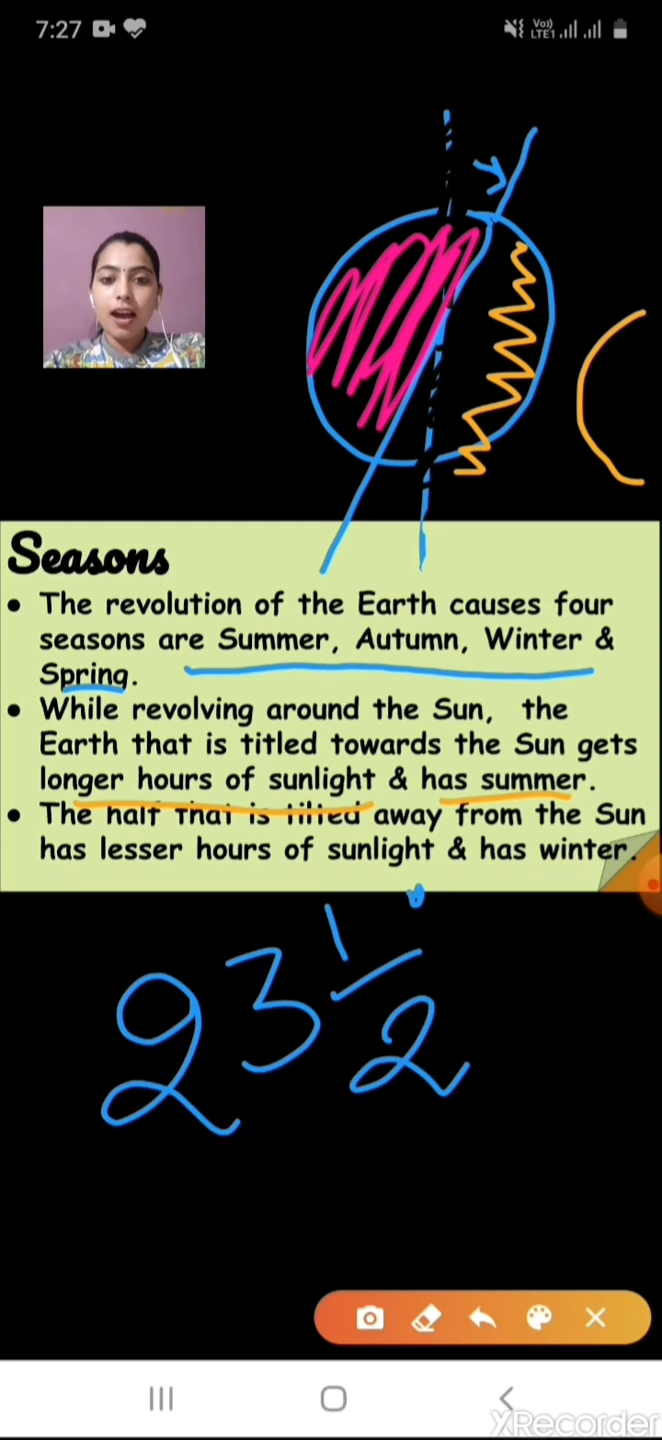 7:27
Vo))
LTE1
Seasons
• The revolution of the Earth causes four
seasons are Summer, Autumn, Winter &
Spring.
• While revolving around the Sun, the
Earth that is titled towards the Sun gets
longer hours of sunlight & has summer.
• The half that is tilted away from the Sun
has lesser hours of sunlight & has winter.
23 1/2°
XRecorder